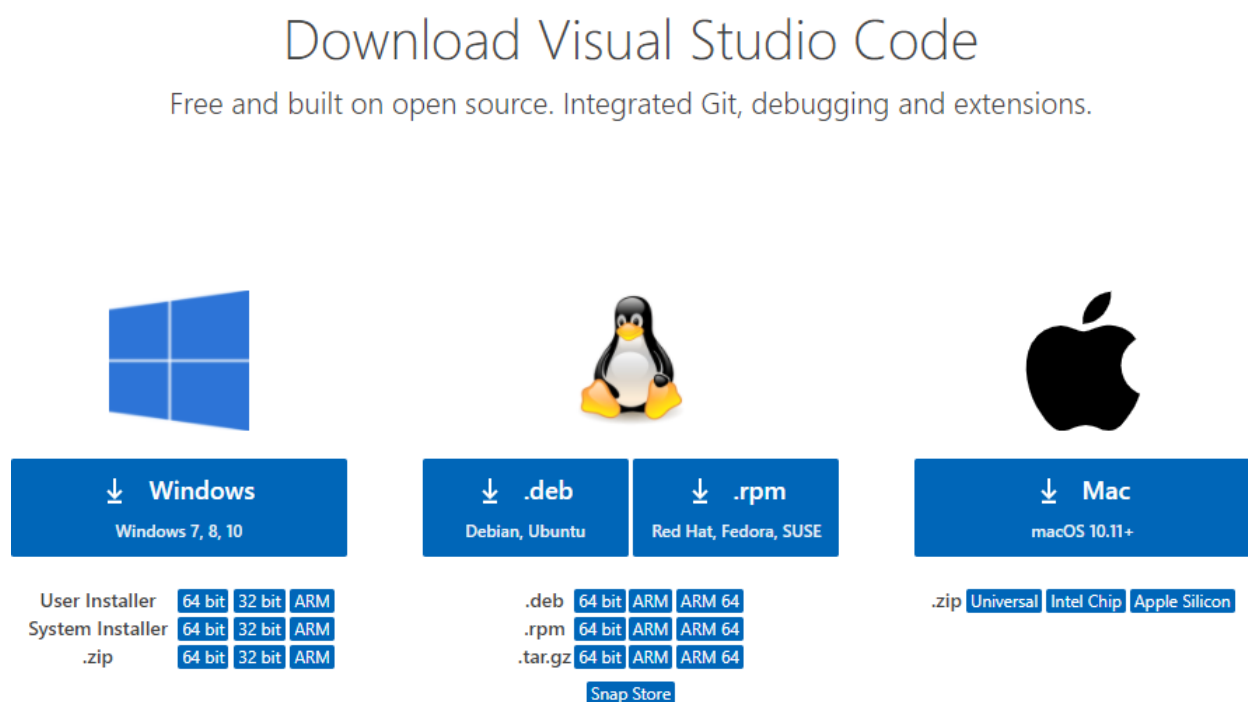 Download Visual Studio Code
Free and built on open source. Integrated Git, debugging and extensions.
Windows
Windows 7, 8, 10
User Installer 64 bit 32 bit ARM
System Installer 64 bit 32 bit ARM
.zip 64 bit 32 bit ARM
.deb
Debian, Ubuntu
.rpm
Red Hat, Fedora, SUSE
.deb 64 bit ARM ARM 64
.rpm 64 bit ARM ARM 64
.tar.gz 64 bit ARM ARM 64
Snap Store
Mac
macOS 10.11+
.zip Universal Intel Chip Apple Silicon